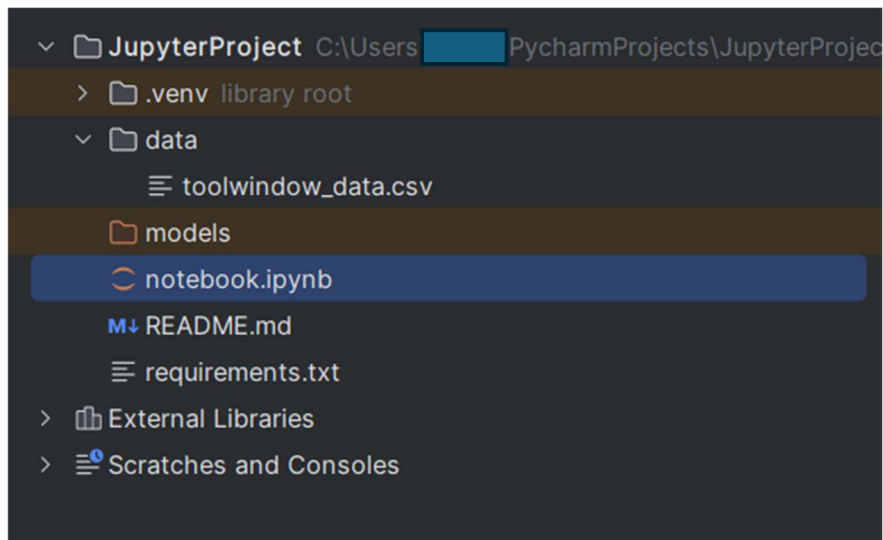 JupyterProject C:\Users PycharmProjects\JupyterProjec
.venv library root
data
toolwindow_data.csv
models
notebook.ipynb
M↓ README.md
requirements.txt
External Libraries
Scratches and Consoles